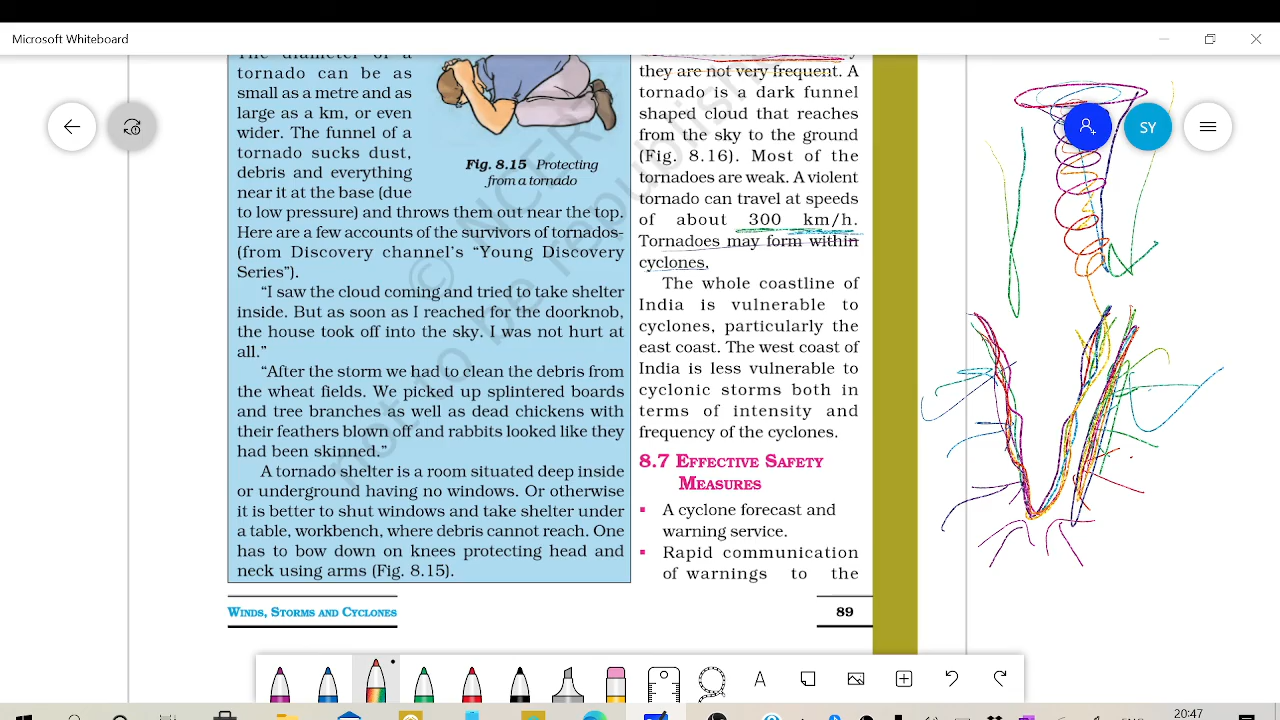 Microsoft Whiteboard
The diameter of a
tornado can be as
small as a metre and as
large as a km, or even
wider. The funnel of a
tornado sucks dust,
debris and everything
near it at the base (due
to low pressure) and throws them out near the top.
Here are a few accounts of the survivors of tornados-
(from Discovery channel's "Young Discovery
Series").
"I saw the cloud coming and tried to take shelter
inside. But as soon as I reached for the doorknob,
the house took off into the sky. I was not hurt at
all."
"After the storm we had to clean the debris from
the wheat fields. We picked up splintered boards
and tree branches as well as dead chickens with
their feathers blown off and rabbits looked like they
had been skinned."
A tornado shelter is a room situated deep inside
or underground having no windows. Or otherwise
it is better to shut windows and take shelter under
a table, workbench, where debris cannot reach. One
has to bow down on knees protecting head and
neck using arms (Fig. 8.15).
Fig. 8.15 Protecting
from a tornado
they are not very frequent. A
tornado is a dark funnel
shaped cloud that reaches
from the sky to the ground
(Fig. 8.16). Most of the
tornadoes are weak. A violent
tornado can travel at speeds
of about 300 km/h.
Tornadoes may form within
cyclones.
The whole coastline of
India is vulnerable to
cyclones, particularly the
east coast. The west coast of
India is less vulnerable to
cyclonic storms both in
terms of intensity and
frequency of the cyclones.
8.7 EFFECTIVE SAFETY
MEASURES
A cyclone forecast and
warning service.
Rapid communication
of warnings to the
© NCERT
not to be republish
WINDS, STORMS AND CYCLONES
89
SY
A
20:47